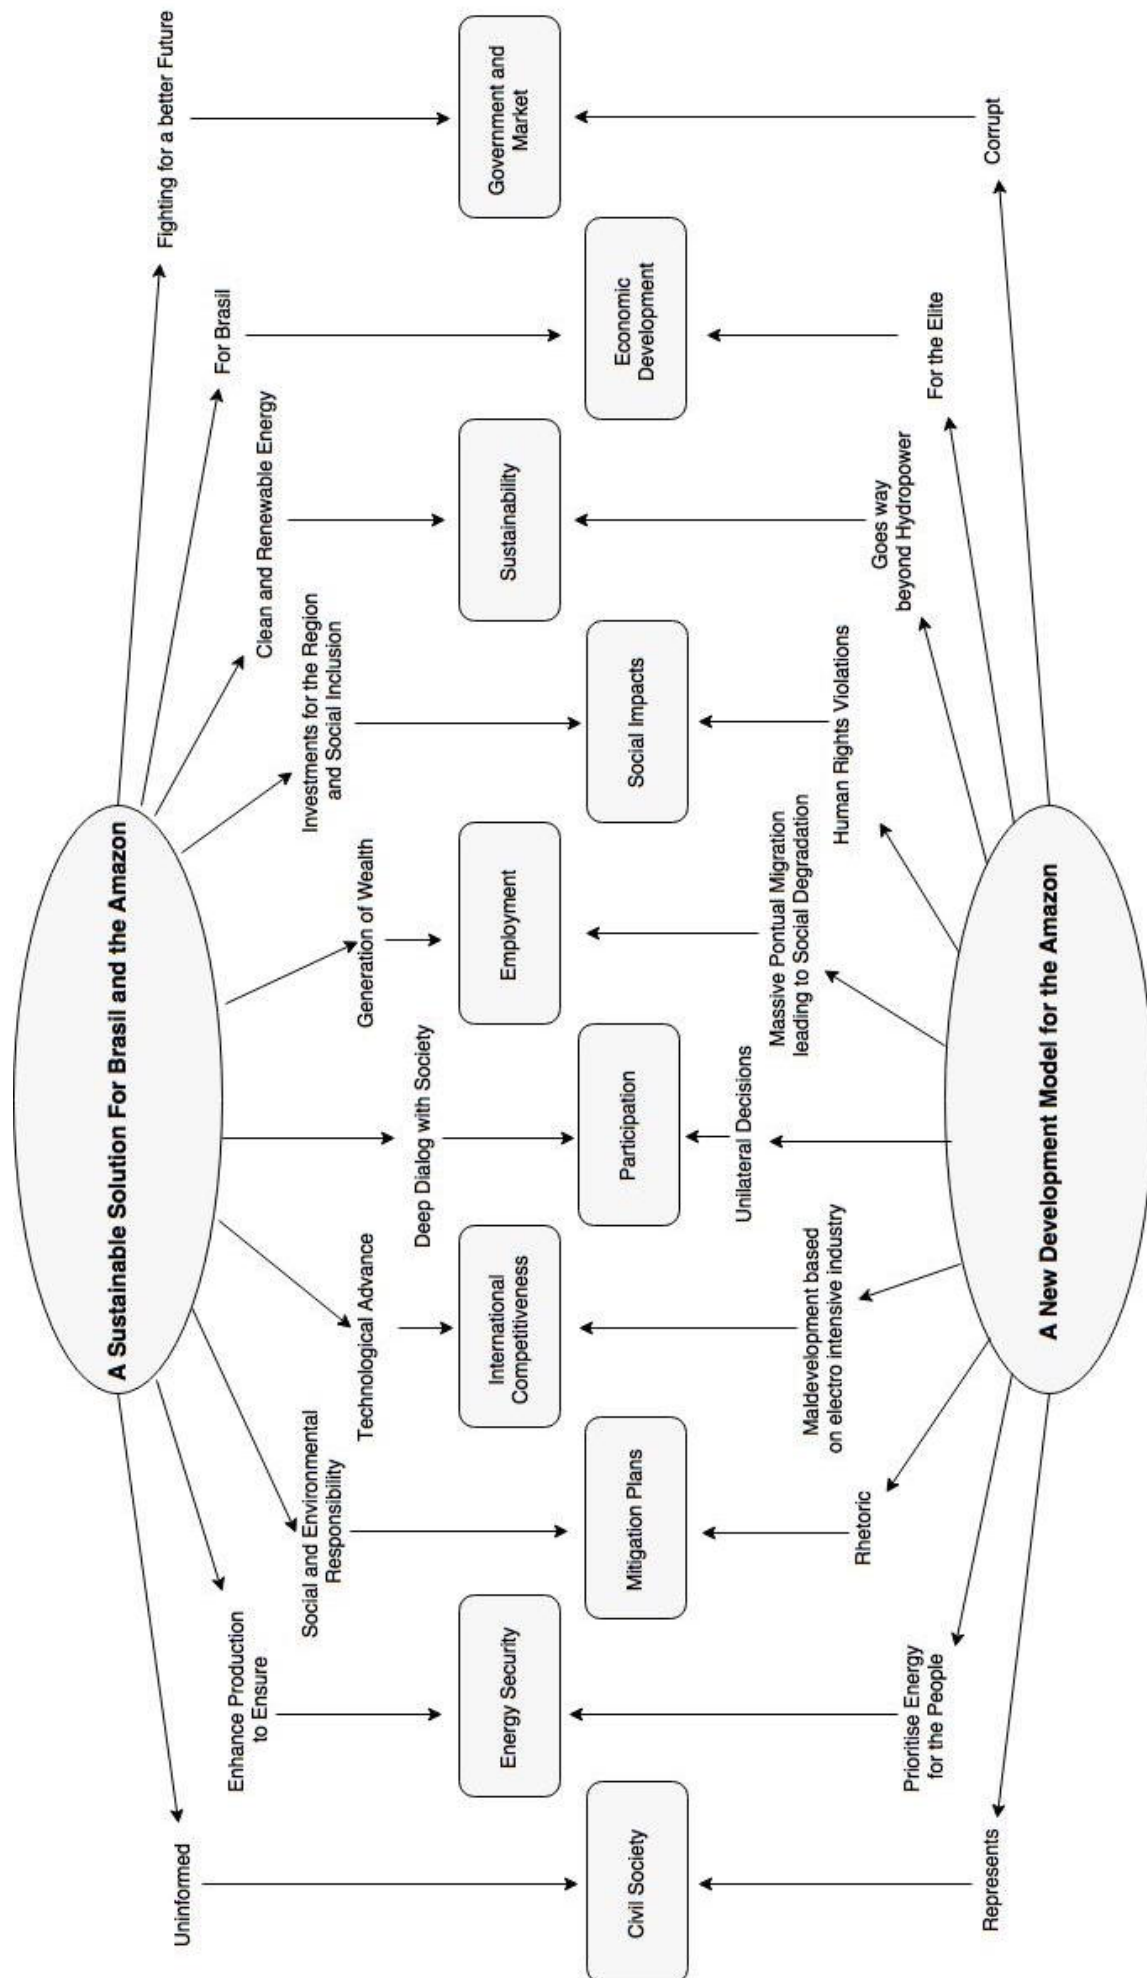 A Sustainable Solution For Brasil and the Amazon
Uninformed
Enhance Production
to Ensure
Social and Environmental
Responsibility
Technological Advance
Deep Dialog with Society
Generation of Wealth
Investments for the Region
and Social Inclusion
Clean and Renewable Energy
For Brasil
Fighting for a better Future
Civil Society
Energy Security
Mitigation Plans
International
Competitiveness
Participation
Employment
Social Impacts
Sustainability
Economic
Development
Government and
Market
Represents
Prioritise Energy
for the People
Rhetoric
Maldevelopment based
on electro intensive industry
Unilateral Decisions
Massive Pontual Migration
leading to Social Degradation
Human Rights Violations
Goes way
beyond Hydropower
For the Elite
Corrupt
A New Development Model for the Amazon